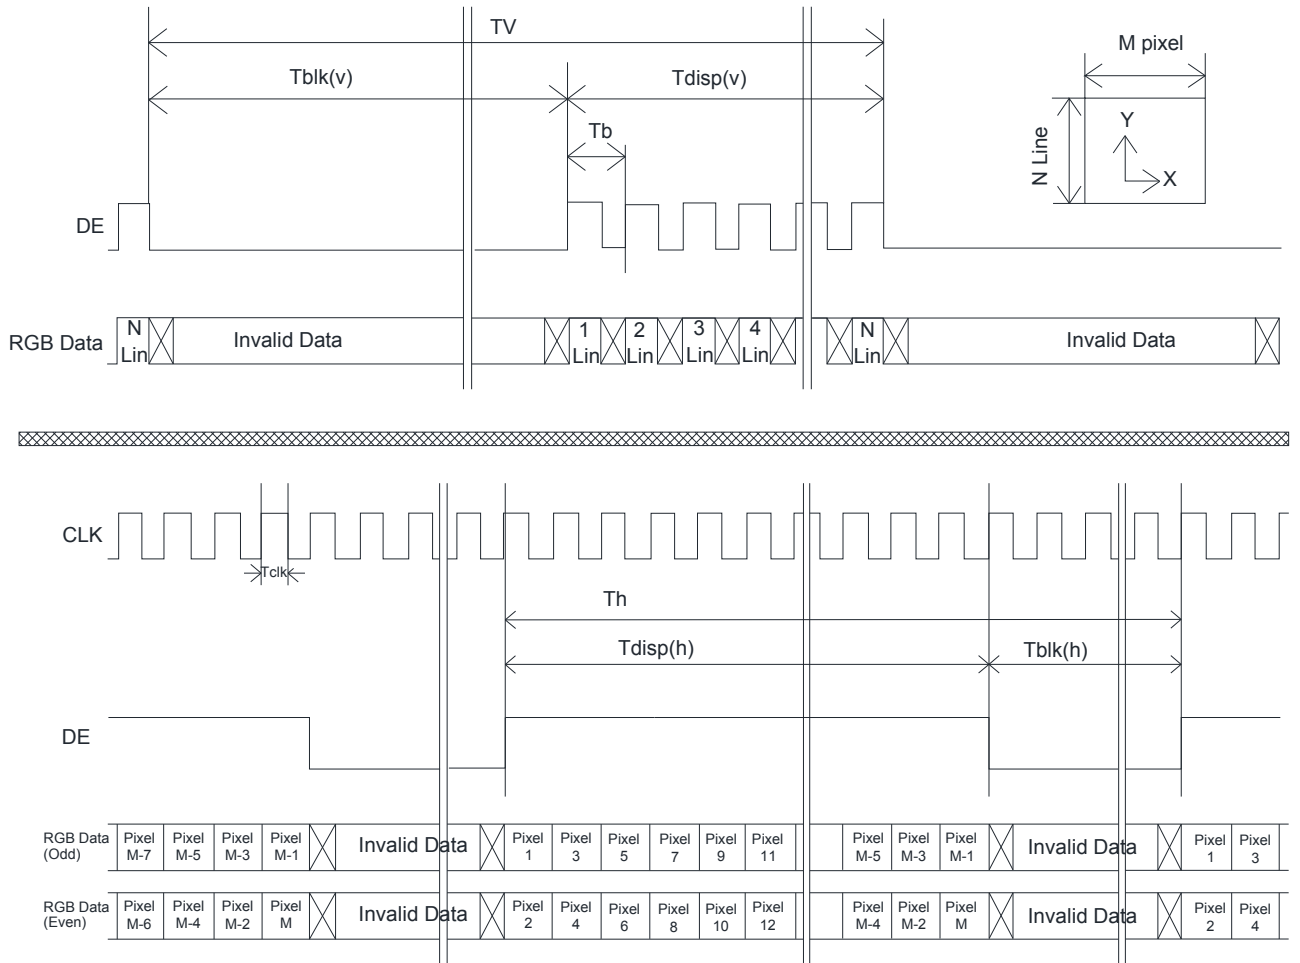 TV
M pixel
Tblk(v)
Tdisp(v)
Tb
N Line
Y
X
DE
RGB Data
N
Lin
Invalid Data
1
Lin
2
Lin
3
Lin
4
Lin
N
Lin
Invalid Data
CLK
Tclk
Th
Tdisp(h)
Tblk(h)
DE
RGB Data
(Odd)
Pixel
M-7
Pixel
M-5
Pixel
M-3
Pixel
M-1
Invalid Data
Pixel
1
Pixel
3
Pixel
5
Pixel
7
Pixel
9
Pixel
11
Pixel
M-5
Pixel
M-3
Pixel
M-1
Invalid Data
Pixel
1
Pixel
3
RGB Data
(Even)
Pixel
M-6
Pixel
M-4
Pixel
M-2
Pixel
M
Invalid Data
Pixel
2
Pixel
4
Pixel
6
Pixel
8
Pixel
10
Pixel
12
Pixel
M-4
Pixel
M-2
Pixel
M
Invalid Data
Pixel
2
Pixel
4